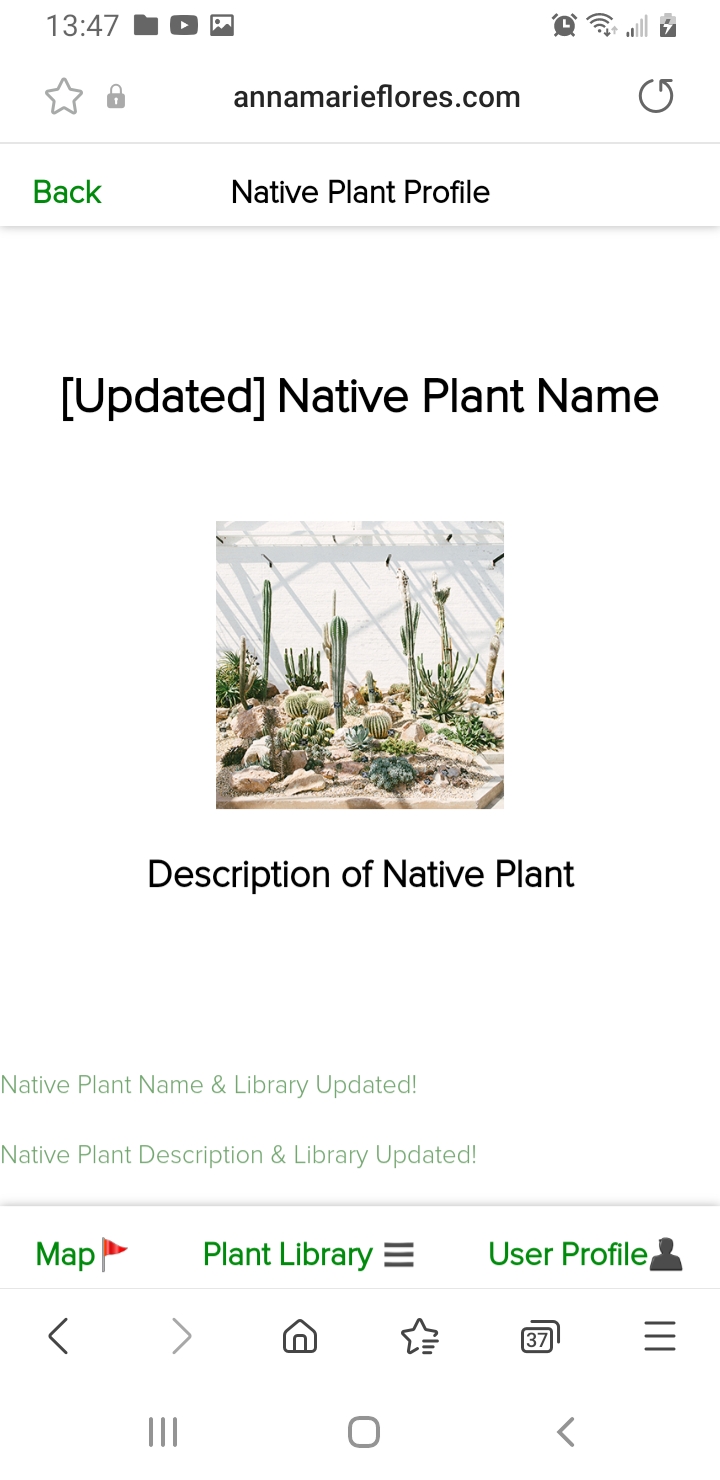 13:47
annamarieflores.com
Back Native Plant Profile
[Updated] Native Plant Name
Description of Native Plant
Native Plant Name & Library Updated!
Native Plant Description & Library Updated!
Map Plant Library User Profile
37